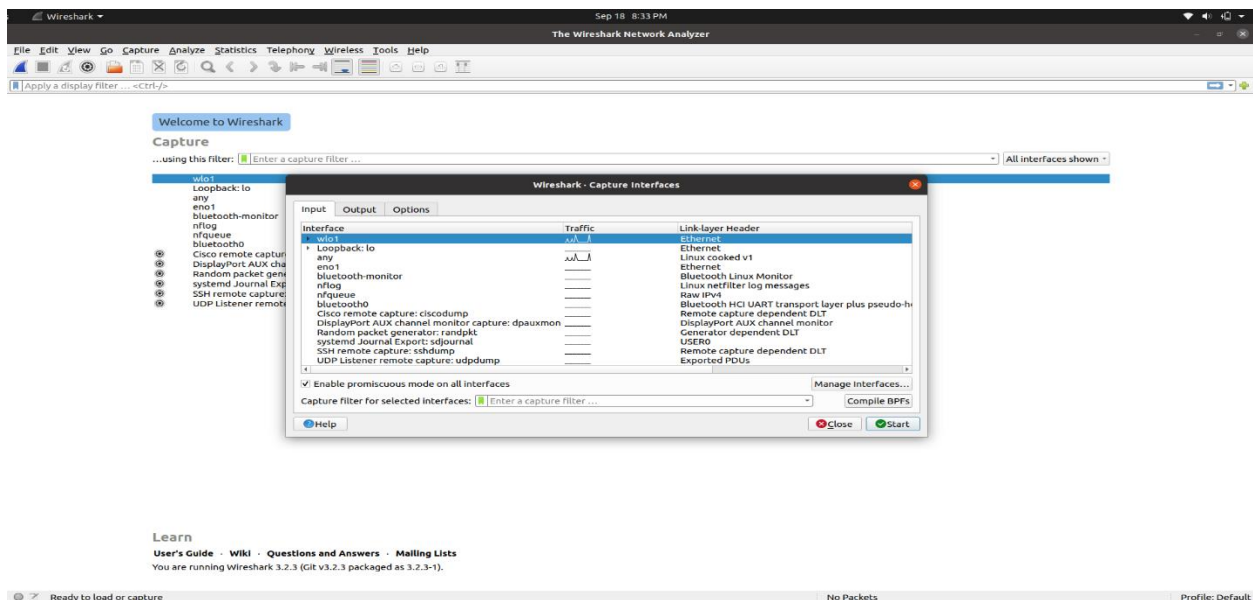 Wireshark
Sep 18 8:33 PM
The Wireshark Network Analyzer
File Edit View Go Capture Analyze Statistics Telephony Wireless Tools Help
Apply a display filter ... <Ctrl-/>
Welcome to Wireshark
Capture
...using this filter: Enter a capture filter ... All interfaces shown
wlo1
Loopback: lo
any
eno1
bluetooth-monitor
nflog
nfqueue
bluetooth0
Cisco remote captur
DisplayPort AUX cha
Random packet gene
systemd Journal Exp
SSH remote capture:
UDP Listener remote
Wireshark · Capture Interfaces
Input Output Options
Interface Traffic Link-layer Header
wlo1 Ethernet
Loopback: lo Ethernet
any Linux cooked v1
eno1 Ethernet
bluetooth-monitor Bluetooth Linux Monitor
nflog Linux netfilter log messages
nfqueue Raw IPv4
bluetooth0 Bluetooth HCI UART transport layer plus pseudo-h
Cisco remote capture: ciscodump Remote capture dependent DLT
DisplayPort AUX channel monitor capture: dpauxmon DisplayPort AUX channel monitor
Random packet generator: randpkt Generator dependent DLT
systemd Journal Export: sdjournal USER0
SSH remote capture: sshdump Remote capture dependent DLT
UDP Listener remote capture: udpdump Exported PDUs
Enable promiscuous mode on all interfaces Manage Interfaces...
Capture filter for selected interfaces: Enter a capture filter ... Compile BPFs
Help Close Start
Learn
User's Guide · Wiki · Questions and Answers · Mailing Lists
You are running Wireshark 3.2.3 (Git v3.2.3 packaged as 3.2.3-1).
Ready to load or capture No Packets Profile: Default